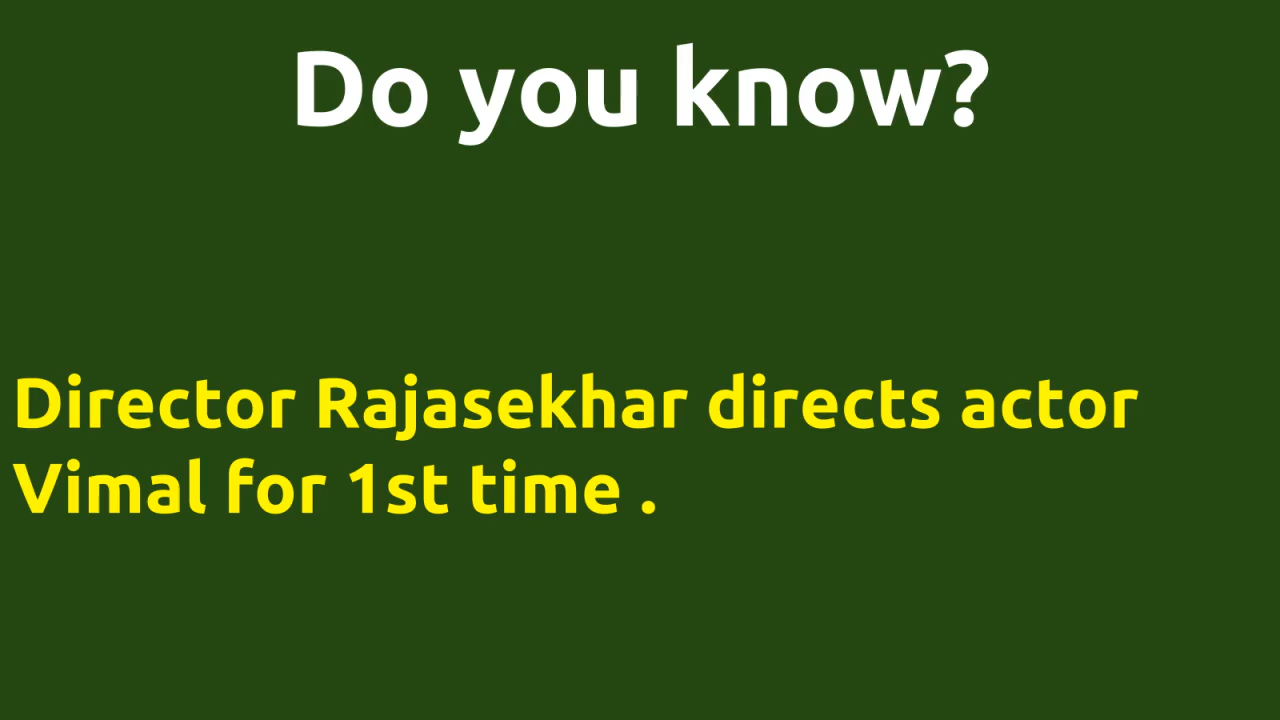 Do you know?
Director Rajasekhar directs actor
Vimal for 1st time .